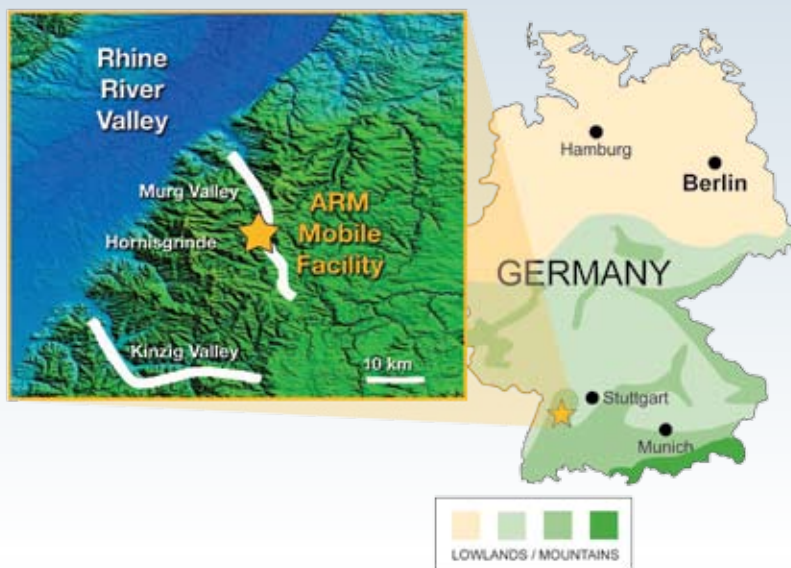 Rhine
River
Valley
Murg Valley
Hornisgrinde
ARM
Mobile
Facility
Kinzig Valley
10 km
Hamburg
Berlin
GERMANY
Stuttgart
Munich
LOWLANDS / MOUNTAINS